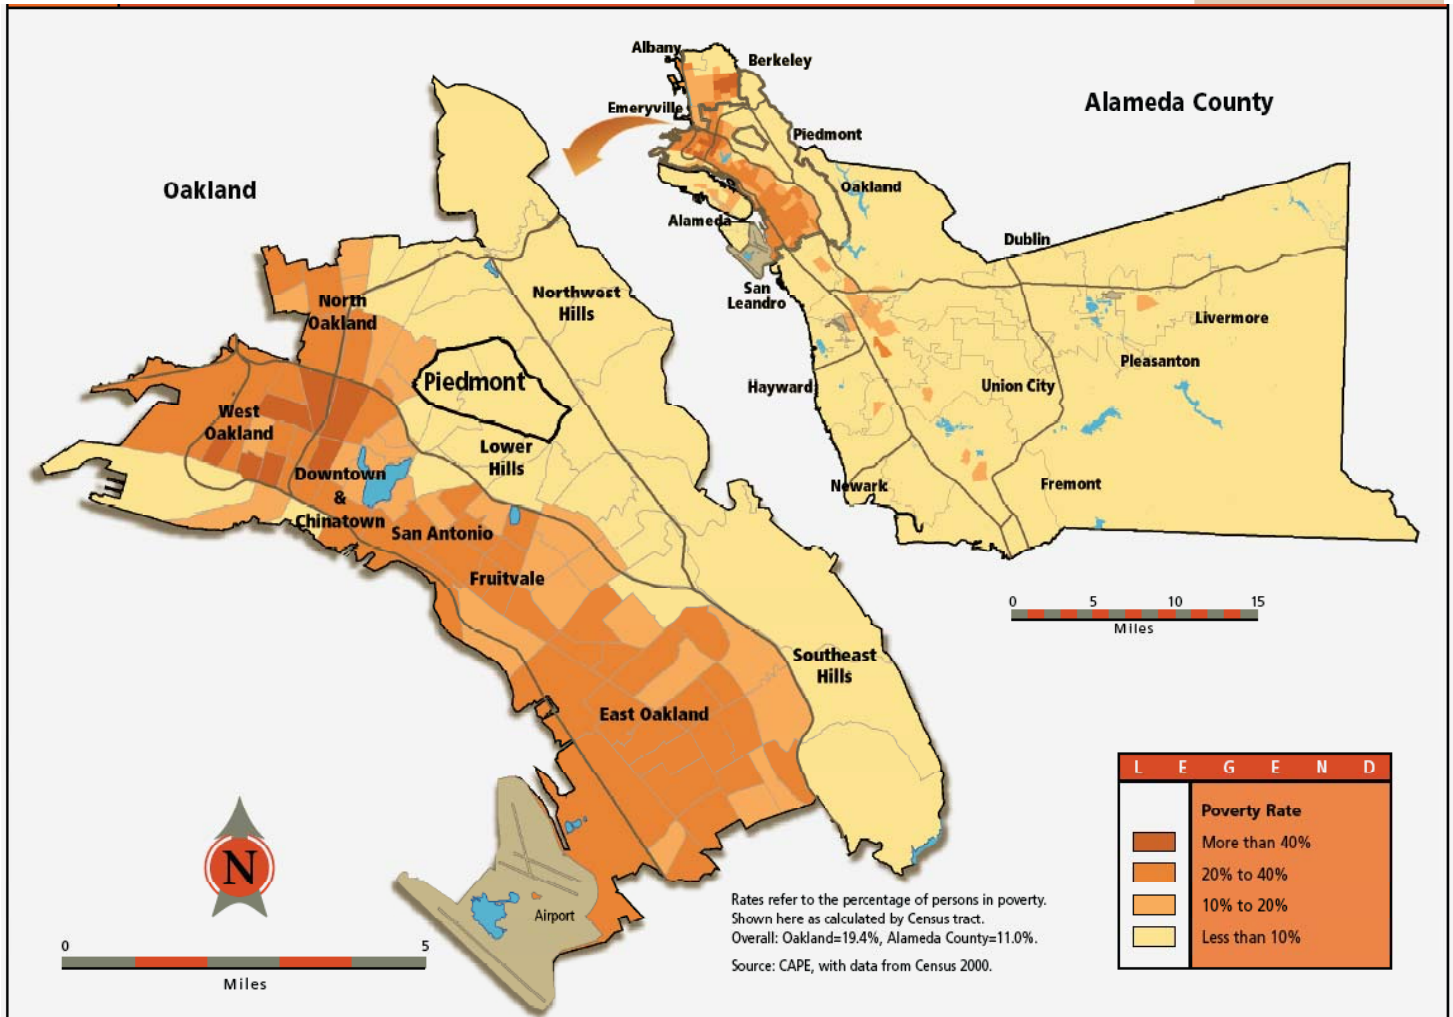 Alameda County
Albany
Berkeley
Emeryville
Piedmont
Oakland
Alameda
Dublin
San
Leandro
Livermore
Pleasanton
Hayward
Union City
Newark
Fremont
0 5 10 15
Miles
Oakland
Northwest
Hills
North
Oakland
Piedmont
West
Oakland
Lower
Hills
Downtown
&
Chinatown
San Antonio
Fruitvale
Southeast
Hills
East Oakland
Airport
N
0 5
Miles
Rates refer to the percentage of persons in poverty.
Shown here as calculated by Census tract.
Overall: Oakland=19.4%, Alameda County=11.0%.
Source: CAPE, with data from Census 2000.
L E G E N D
Poverty Rate
More than 40%
20% to 40%
10% to 20%
Less than 10%